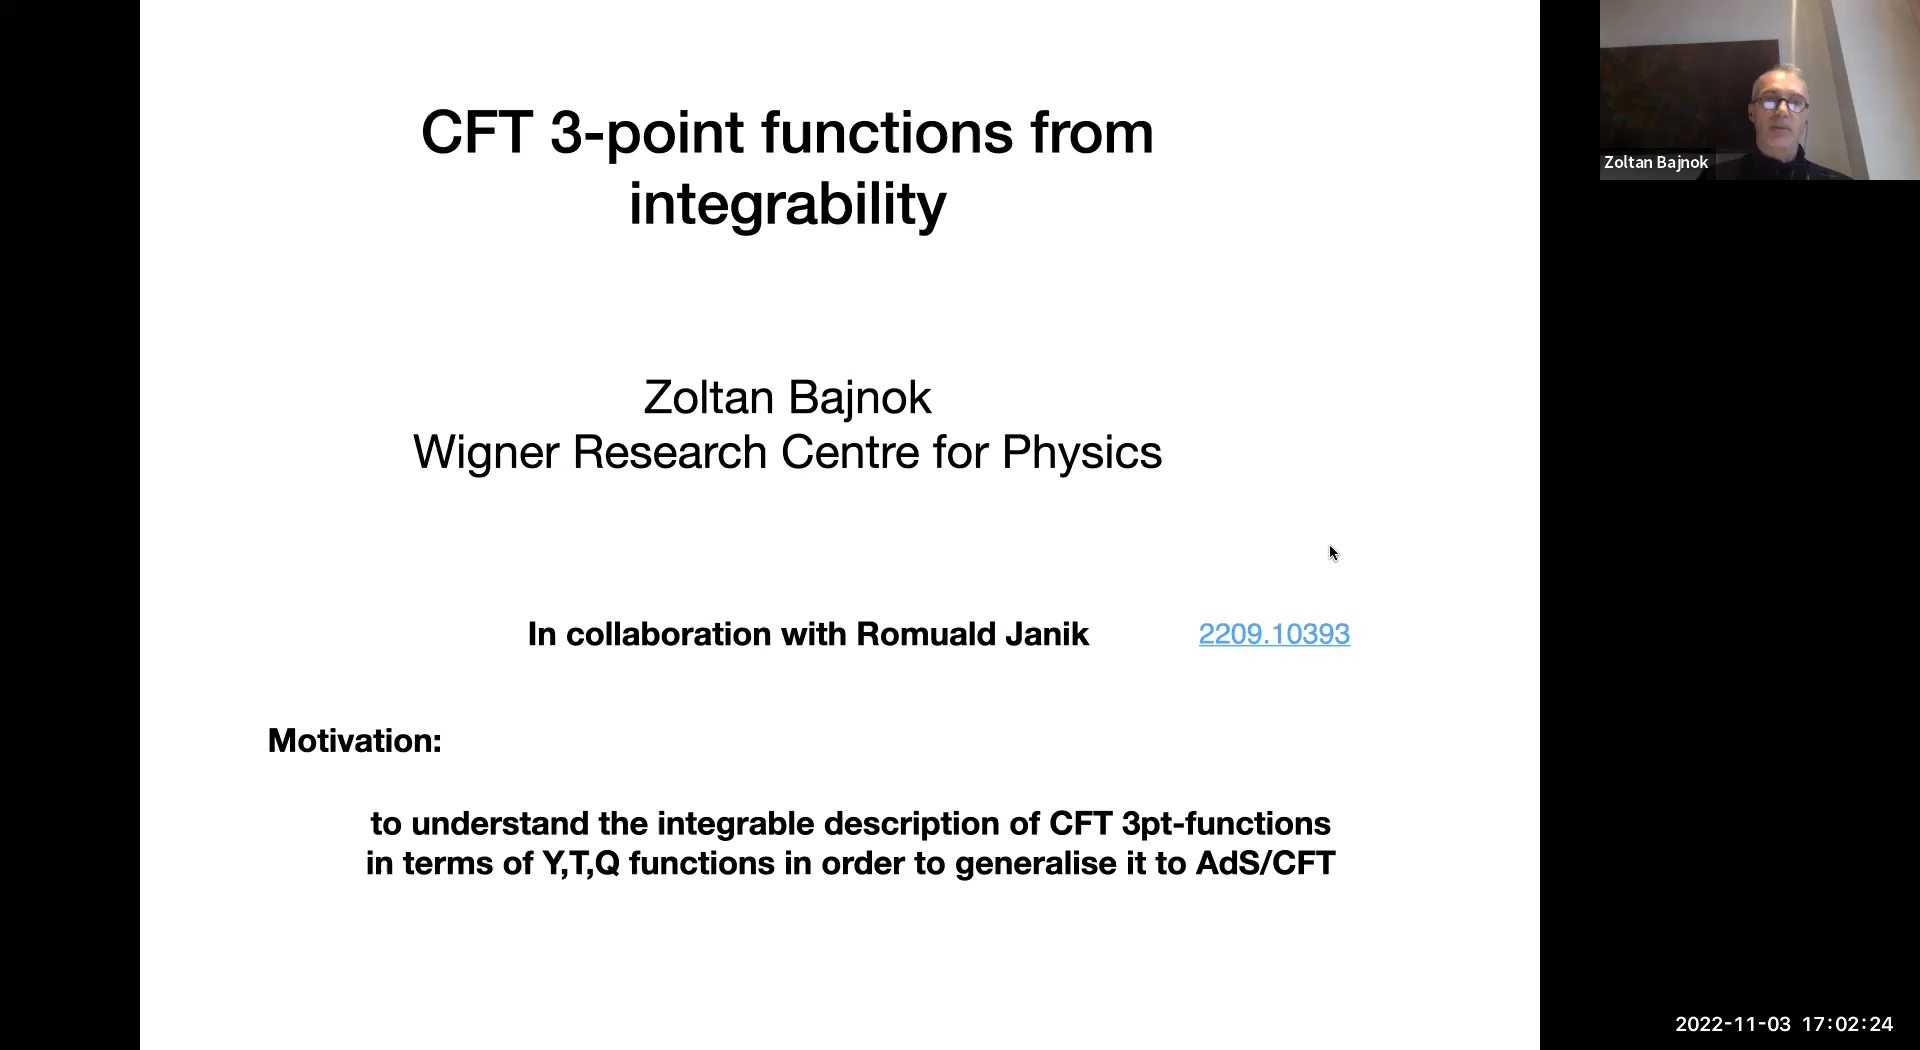 CFT 3-point functions from
integrability
Zoltan Bajnok
Wigner Research Centre for Physics
In collaboration with Romuald Janik 2209.10393
Motivation:
to understand the integrable description of CFT 3pt-functions
in terms of Y,T,Q functions in order to generalise it to AdS/CFT
Zoltan Bajnok
2022-11-03 17:02:24